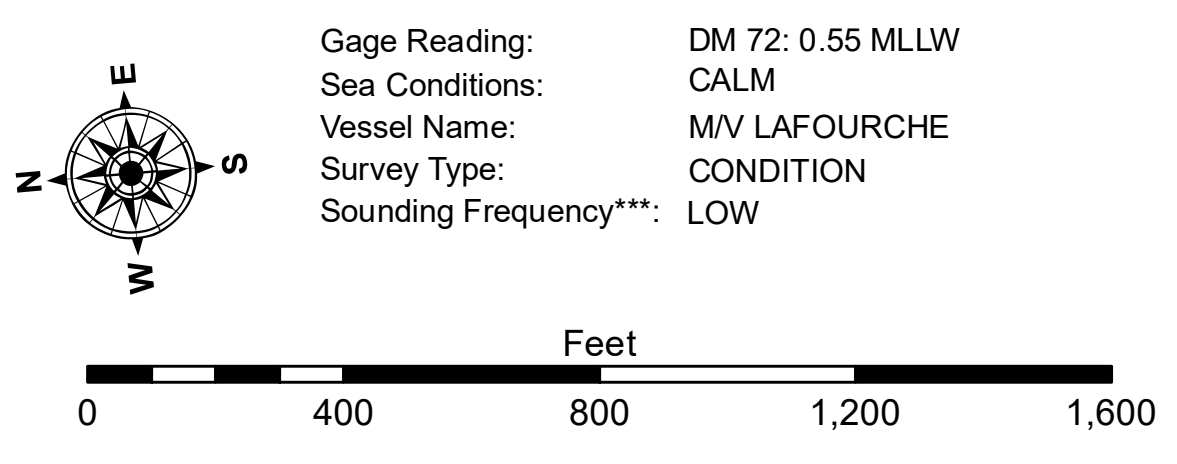 E
N
S
W
Gage Reading: DM 72: 0.55 MLLW
Sea Conditions: CALM
Vessel Name: M/V LAFOURCHE
Survey Type: CONDITION
Sounding Frequency***: LOW
Feet
0 400 800 1,200 1,600